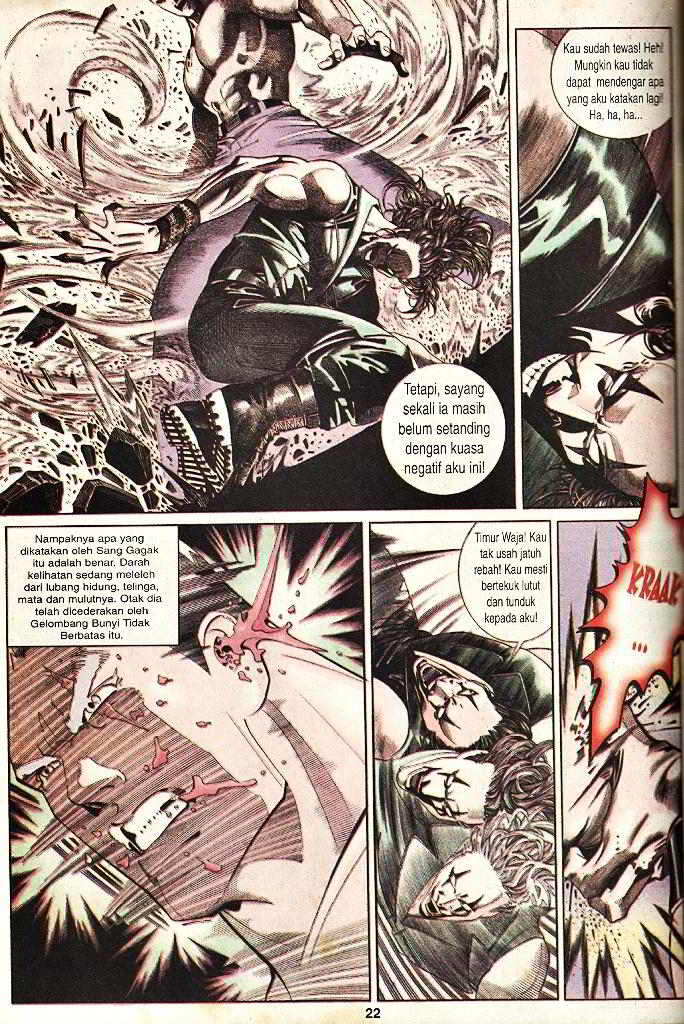 Tetapi, sayang
sekali ia masih
belum setanding
dengan kuasa
negatif aku ini!
Kau sudah tewas! Heh!
Mungkin kau tidak
dapat mendengar apa
yang aku katakan lagi!
Ha, ha, ha...
Nampaknya apa yang
dikatakan oleh Sang Gagak
itu adalah benar. Darah
kelihatan sedang meleleh
dari lubang hidung, telinga,
mata dan mulutnya. Otak dia
telah dicederakan oleh
Gelombang Bunyi Tidak
Berbatas itu.
Timur Waja! Kau
tak usah jatuh
rebah! Kau mesti
bertekuk lutut
dan tunduk
kepada aku!
KRAAK
...
22